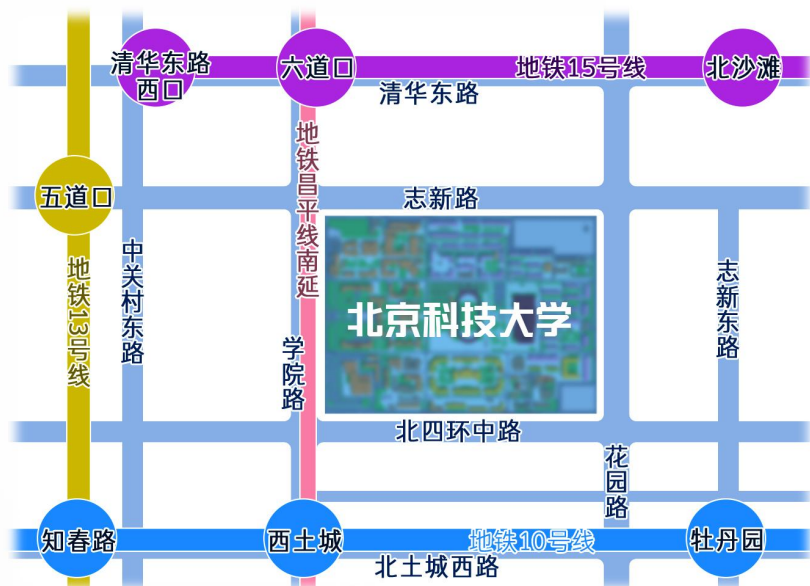 清华东路
西口
六道口
地铁15号线
北沙滩
清华东路
五道口
志新路
地铁昌平线南延
地铁13号线
中关村东路
北京科技大学
志新东路
学院路
北四环中路
花园路
知春路
西土城
地铁10号线
牡丹园
北土城西路